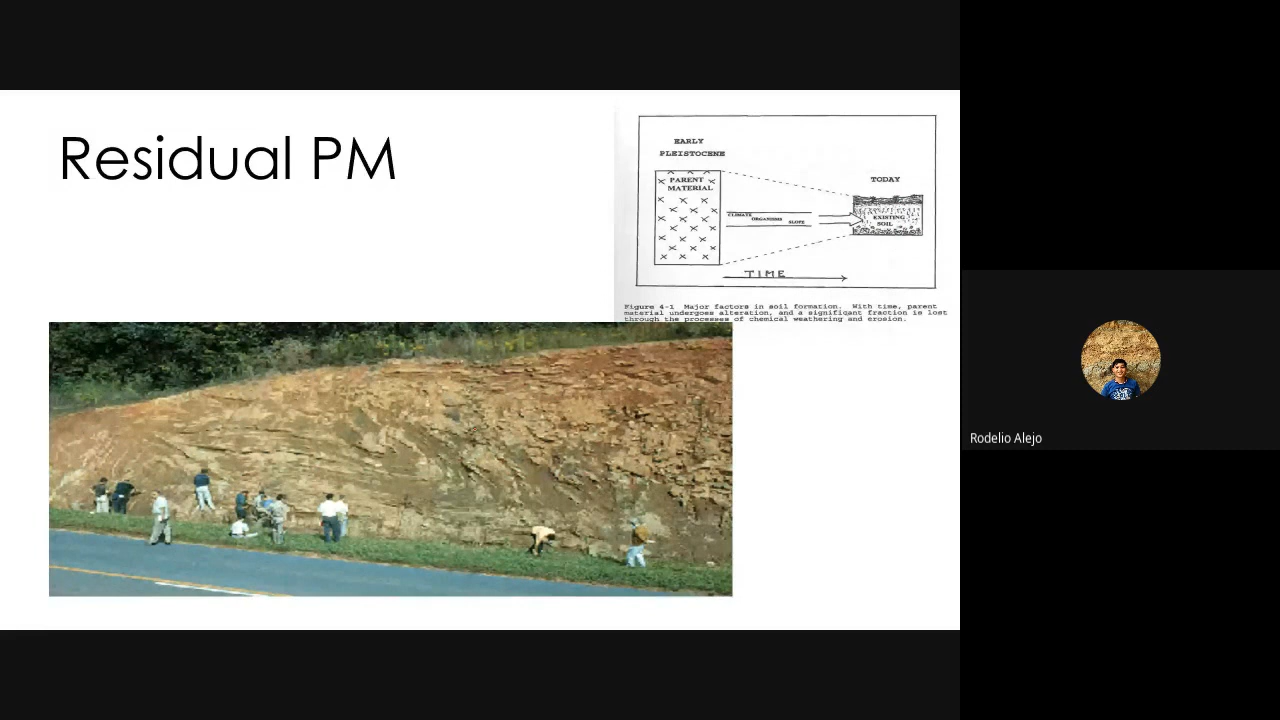 Residual PM
EARLY
PLEISTOCENE
PARENT
MATERIAL
TODAY
CLIMATE
ORGANISMS
SLOPE
EXISTING
SOIL
TIME
Figure 4-1 Major factors in soil formation. With time, parent
material undergoes alteration, and a significant fraction is lost
through the processes of chemical weathering and erosion.
Rodelio Alejo